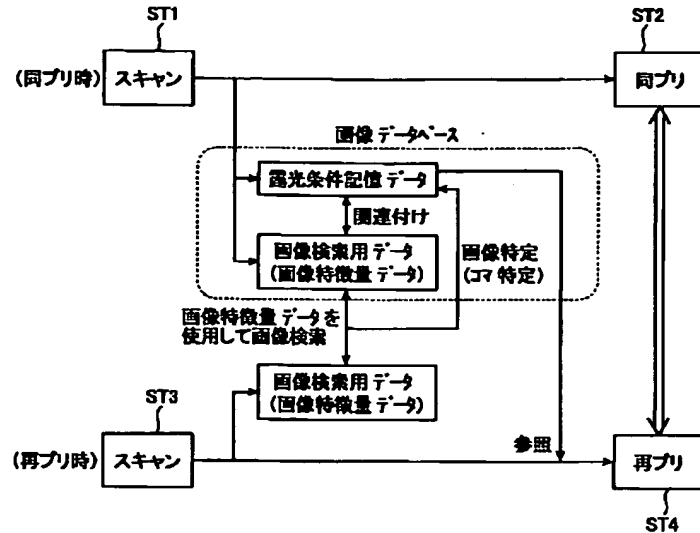 ST1
ST2
(同プリ時)
スキャン
同プリ
画像データベース
露光条件記憶データ
関連付け
画像検索用データ
(画像特徴量データ)
画像特定
(コマ特定)
画像特徴量データを
使用して画像検索
画像検索用データ
(画像特徴量データ)
ST3
(再プリ時)
スキャン
参照
再プリ
ST4